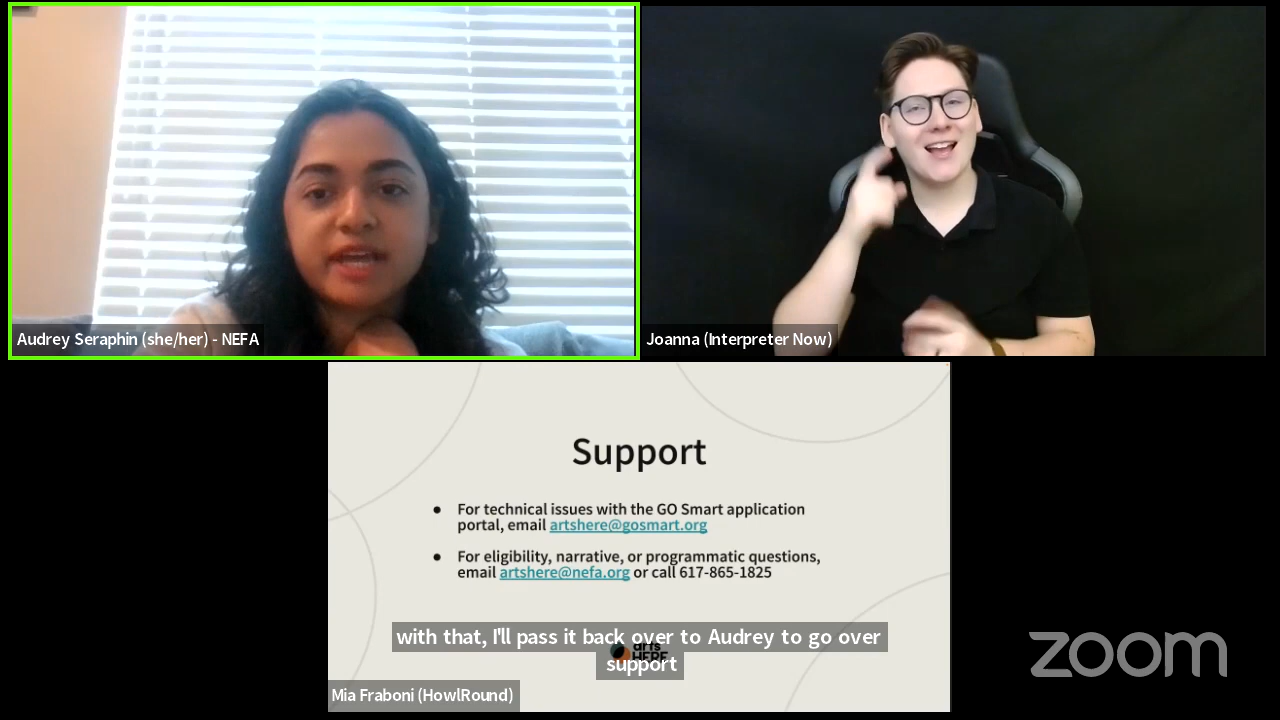 Audrey Seraphin (she/her) - NEFA
Joanna (Interpreter Now)
Support
● For technical issues with the GO Smart application
portal, email artshere@gosmart.org
● For eligibility, narrative, or programmatic questions,
email artshere@nefa.org or call 617-865-1825
with that, I'll pass it back over to Audrey to go over
support
arts
HERE
Mia Fraboni (HowlRound)
zoom